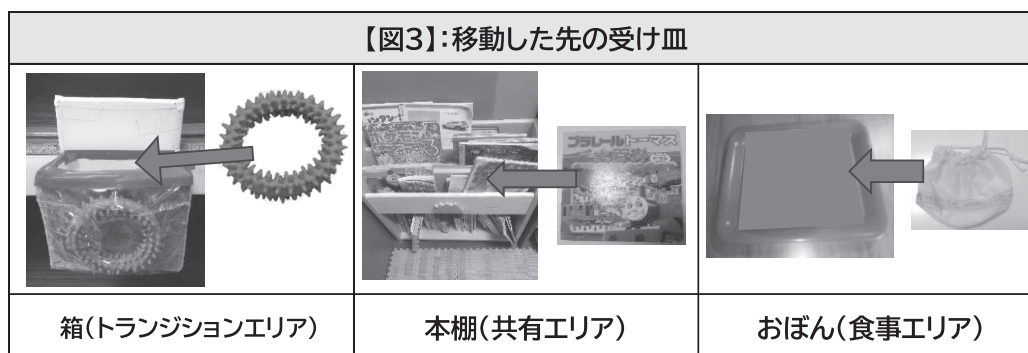 【図3】:移動した先の受け皿
プラレールトーマス
箱(トランジションエリア)
本棚(共有エリア)
おぼん(食事エリア)